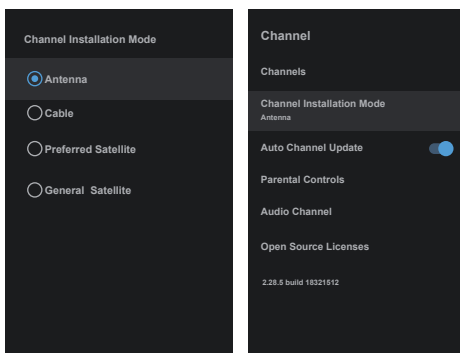 Channel Installation Mode
Antenna
Cable
Preferred Satellite
General Satellite
Channel
Channels
Channel Installation Mode
Antenna
Auto Channel Update
Parental Controls
Audio Channel
Open Source Licenses
2.28.5 build 18321512